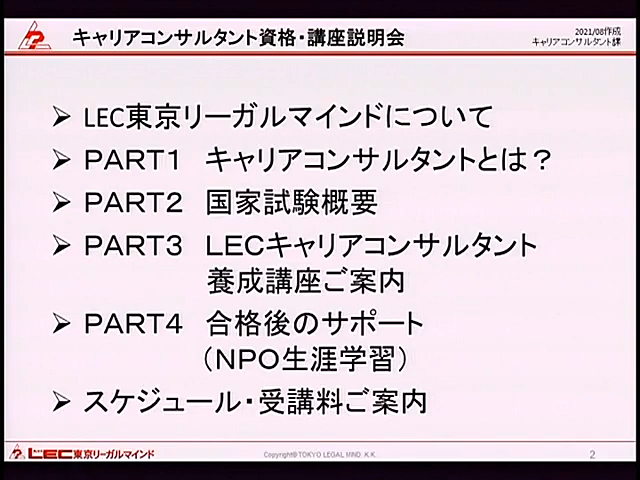 キャリアコンサルタント資格・講座説明会
2021/08作成
キャリアコンサルタント課
➢ LEC東京リーガルマインドについて
➢ PART1 キャリアコンサルタントとは？
➢ PART2 国家試験概要
➢ PART3 LECキャリアコンサルタント
養成講座ご案内
➢ PART4 合格後のサポート
（NPO生涯学習）
➢ スケジュール・受講料ご案内
LEC東京リーガルマインド
Copyright©TOKYO LEGAL MIND K.K.
2